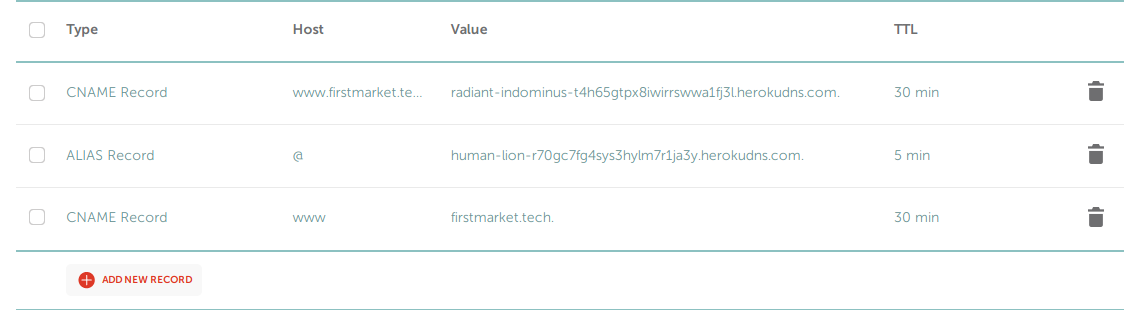 Type Host Value TTL
CNAME Record www.firstmarket.te... radiant-indominus-t4h65gtpx8iwirrswwa1fj3l.herokudns.com. 30 min
ALIAS Record @ human-lion-r70gc7fg4sys3hylm7r1ja3y.herokudns.com. 5 min
CNAME Record www firstmarket.tech. 30 min
ADD NEW RECORD